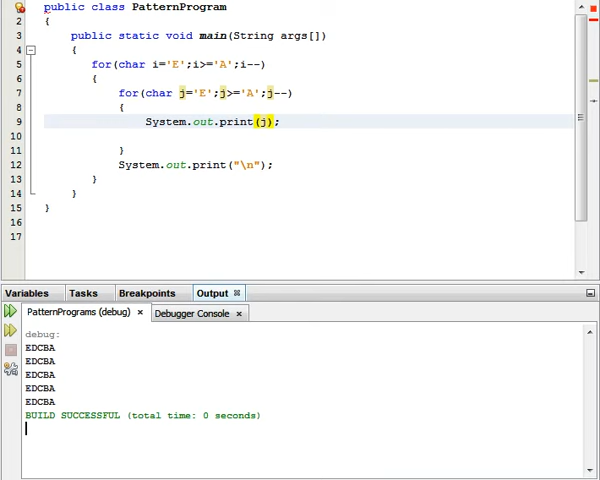 public class PatternProgram
2
{
3
public static void main(String args[])
4
{
5
for(char i='E';i>='A';i--)
6
{
7
for(char j='E';j>='A';j--)
8
{
9
System.out.print(j);
10
11
}
12
System.out.print("\n");
13
}
14
}
15
}
16
17
Variables Tasks Breakpoints Output
PatternPrograms (debug) Debugger Console
debug:
EDCBA
EDCBA
EDCBA
EDCBA
EDCBA
BUILD SUCCESSFUL (total time: 0 seconds)